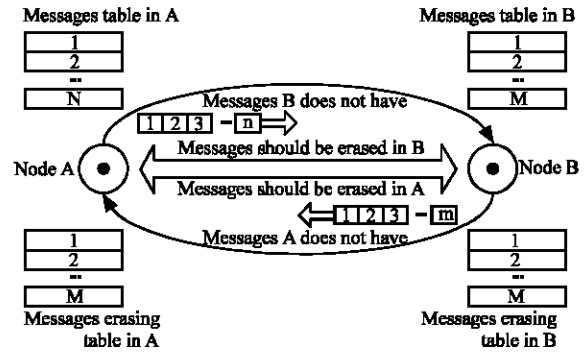 Messages table in A
1
2
...
N
Messages table in B
1
2
...
M
Messages B does not have
1 2 3 – n
Messages should be erased in B
Node A
Node B
Messages should be erased in A
1 2 3 – m
Messages A does not have
1
2
...
M
Messages erasing
table in A
1
2
...
M
Messages erasing
table in B